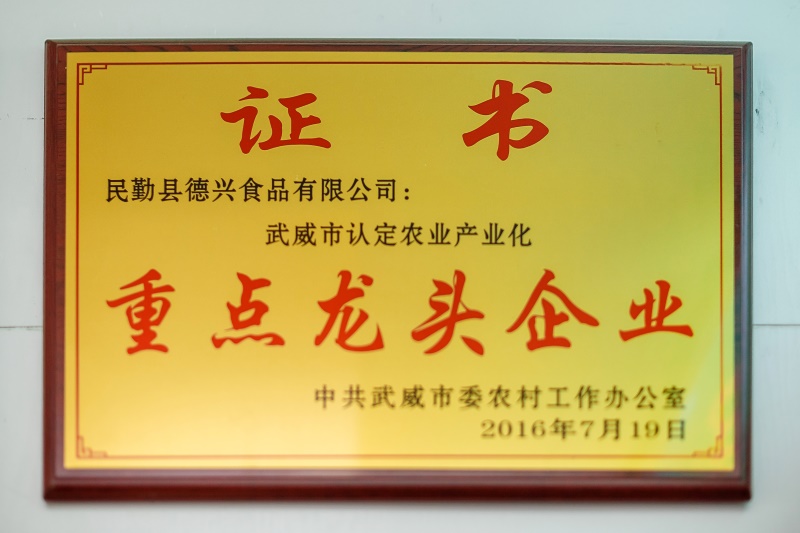 证书
民勤县德兴食品有限公司：
武威市认定农业产业化
重点龙头企业
中共武威市委农村工作办公室
2016年7月19日